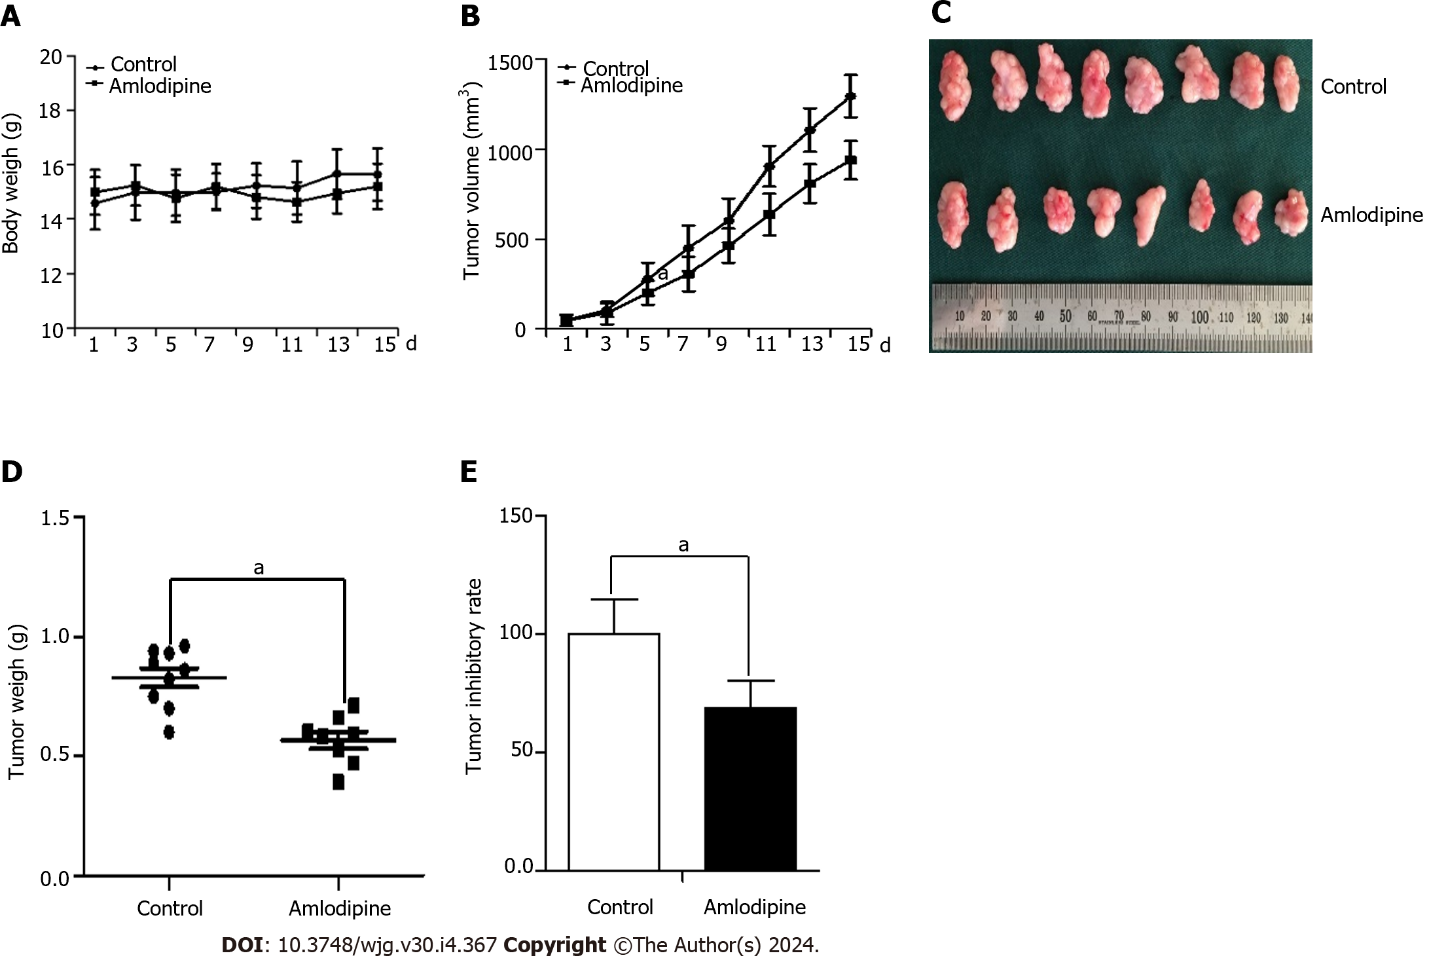 A
20
18
16
14
12
10
Body weigh (g)
Control
Amlodipine
1 3 5 7 9 11 13 15 d
B
1500
1000
500
0
Tumor volume (mm³)
Control
Amlodipine
a
1 3 5 7 9 11 13 15 d
C
Control
Amlodipine
10 20 30 40 50 60 70 80 90 100 110 120 130 14
STAINLESS STEEL
D
1.5
1.0
0.5
0.0
Tumor weigh (g)
a
Control Amlodipine
E
150
100
50
0.0
Tumor inhibitory rate
a
Control Amlodipine
DOI: 10.3748/wjg.v30.i4.367 Copyright ©The Author(s) 2024.